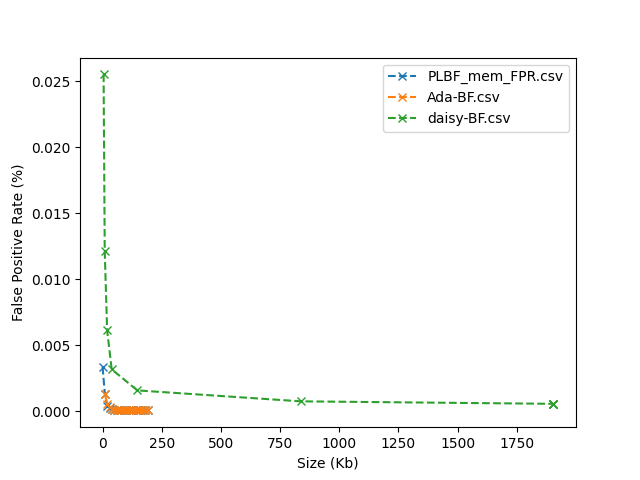 PLBF_mem_FPR.csv
Ada-BF.csv
daisy-BF.csv
False Positive Rate (%)
0.025
0.020
0.015
0.010
0.005
0.000
0 250 500 750 1000 1250 1500 1750
Size (Kb)